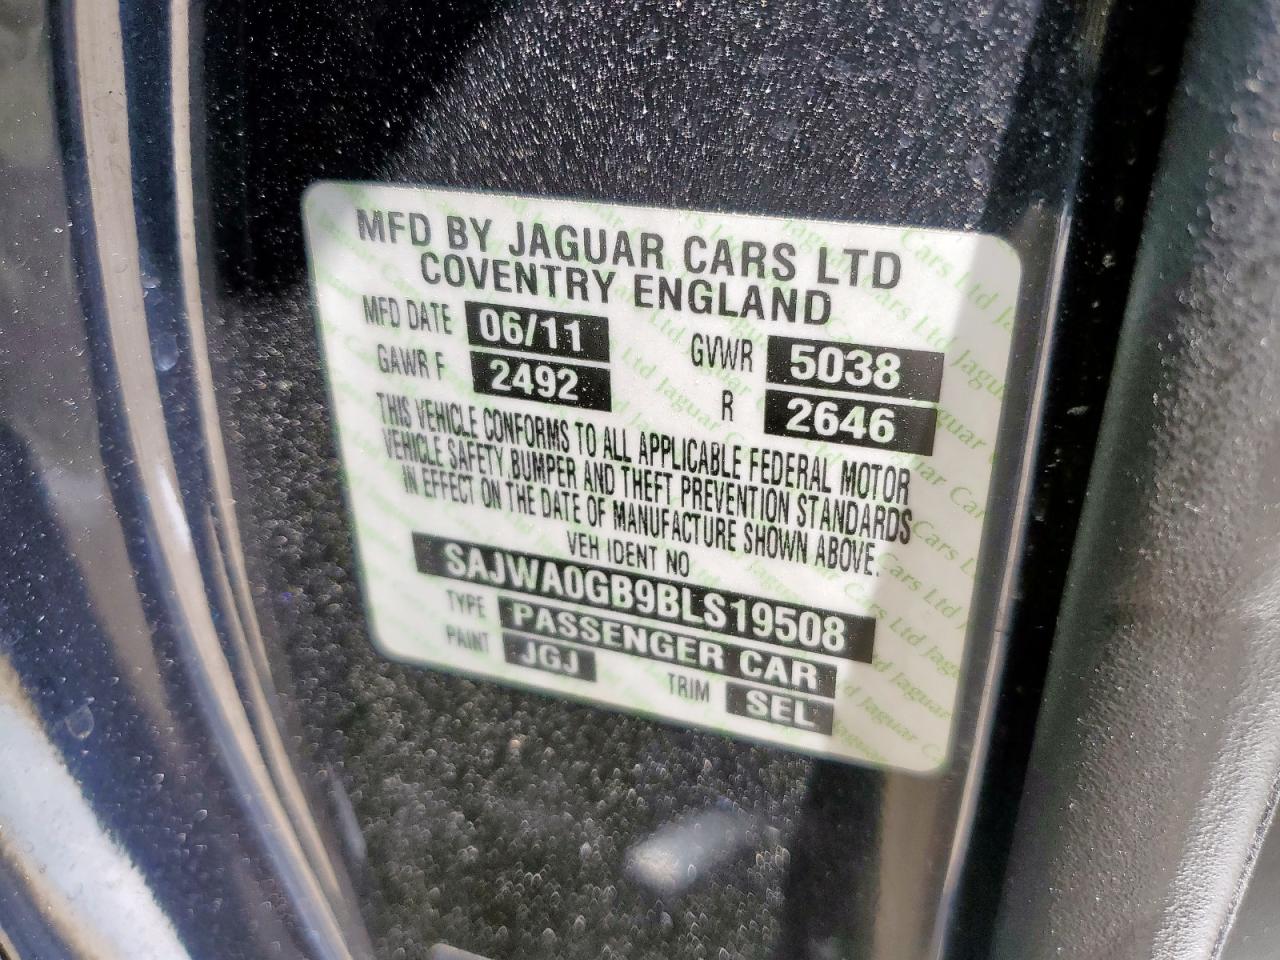 MFD BY JAGUAR CARS LTD
COVENTRY ENGLAND
MFD DATE 06/11 GVWR 5038
GAWR F 2492 R 2646
THIS VEHICLE CONFORMS TO ALL APPLICABLE FEDERAL MOTOR
VEHICLE SAFETY, BUMPER AND THEFT PREVENTION STANDARDS
IN EFFECT ON THE DATE OF MANUFACTURE SHOWN ABOVE.
VEH IDENT NO
SAJWA0GB9BLS19508
TYPE PASSENGER CAR
PAINT JGJ TRIM SEL